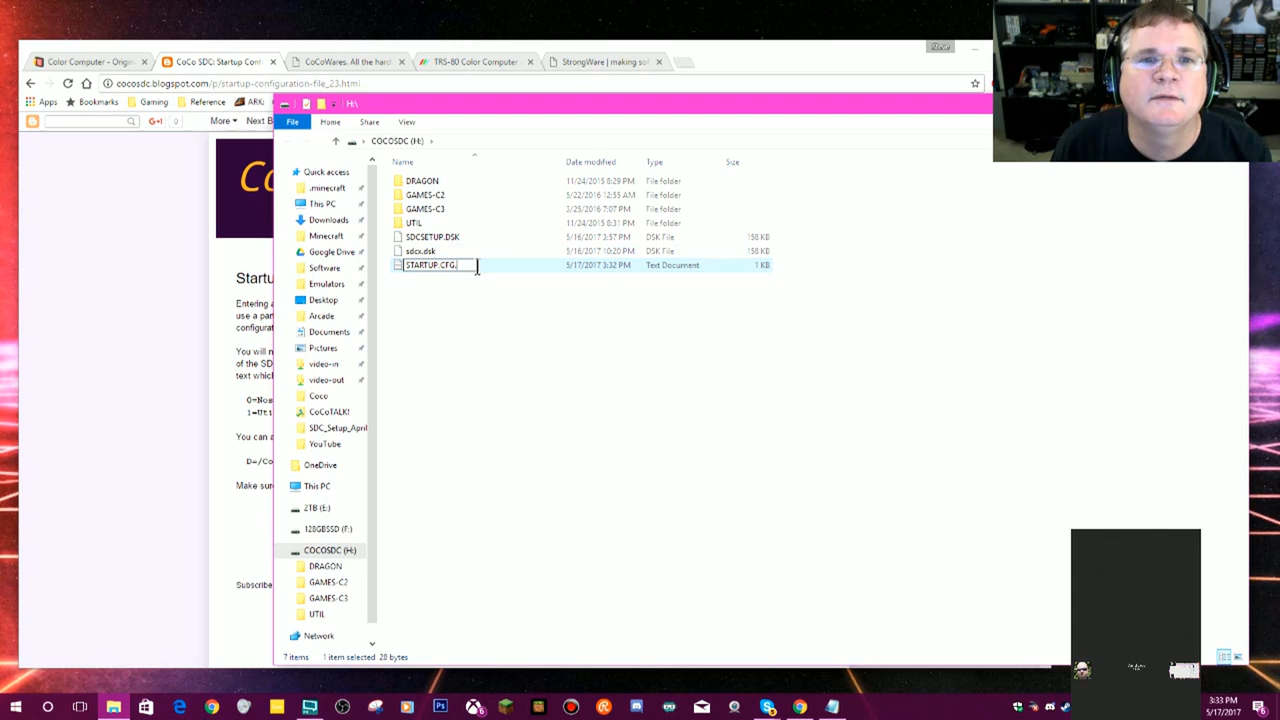 Steve
Color Computer - Origin
CoCo SDC: Startup Conf
CoCoWares. All the hard
TRS-80 Color Computer
StrongWare | making sof
cocosdc.blogspot.com/p/startup-configuration-file_23.html
Apps
Bookmarks
Gaming
Reference
ARK:
H:\
G+1
0
More
Next B
File
Home
Share
View
COCOSDC (H:)
Name
Date modified
Type
Size
Quick access
.minecraft
This PC
Downloads
Minecraft
Google Drive
Software
Emulators
Desktop
Arcade
Documents
Pictures
video-in
video-out
Coco
CoCoTALK!
SDC_Setup_April
YouTube
OneDrive
This PC
2TB (E:)
128GBSSD (F:)
COCOSDC (H:)
DRAGON
GAMES-C2
GAMES-C3
UTIL
Network
DRAGON 11/24/2015 8:29 PM File folder
GAMES-C2 5/22/2016 12:55 AM File folder
GAMES-C3 3/25/2016 7:07 PM File folder
UTIL 11/24/2015 8:31 PM File folder
SDCSETUP.DSK 5/16/2017 3:57 PM DSK File 158 KB
sdcx.dsk 5/16/2017 10:20 PM DSK File 158 KB
STARTUP.CFG. 5/17/2017 3:32 PM Text Document 1 KB
Co
Startu
Entering a
use a par
configurat
You will n
of the SD
text which
0=Nos
1=Uti
You can a
D=/Co
Make sure
Subscribe
7 items
1 item selected 28 bytes
3:33 PM
5/17/2017